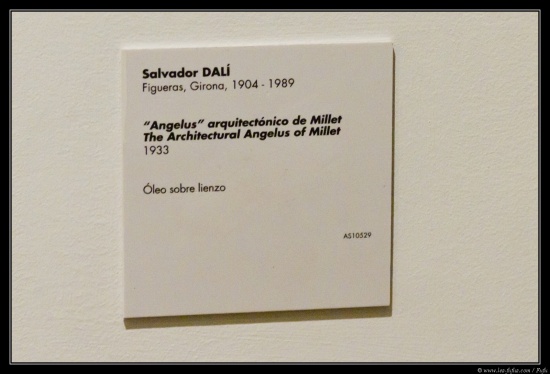 Salvador DALÍ
Figueras, Girona, 1904 - 1989
“Angelus” arquitectónico de Millet
The Architectural Angelus of Millet
1933
Óleo sobre lienzo
AS10529